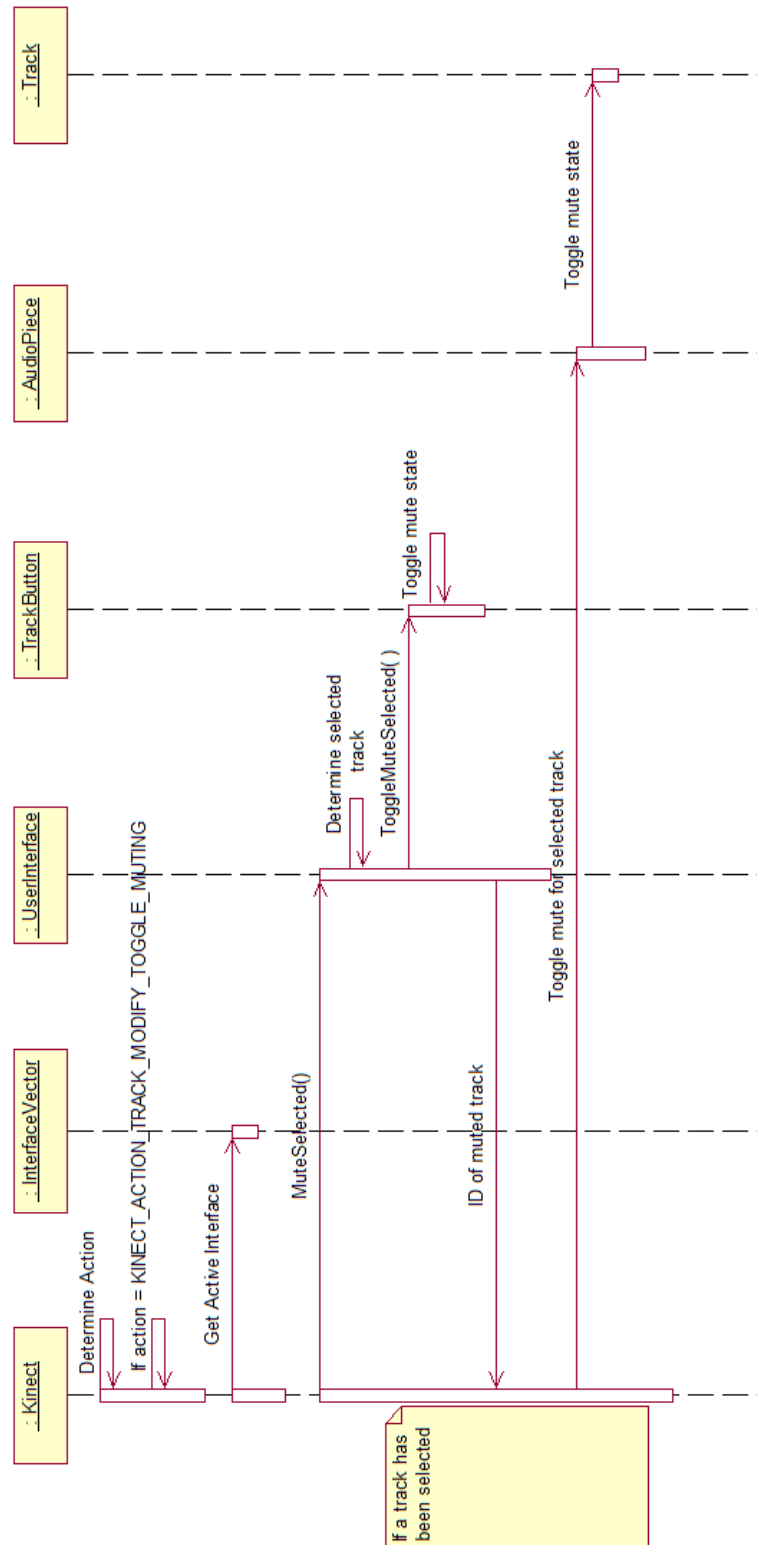 : Kinect
: InterfaceVector
: UserInterface
: TrackButton
: AudioPiece
: Track
Determine Action
If action = KINECT_ACTION_TRACK_MODIFY_TOGGLE_MUTING
Get Active Interface
MuteSelected()
Determine selected
track
ToggleMuteSelected( )
Toggle mute state
If a track has
been selected
ID of muted track
Toggle mute for selected track
Toggle mute state